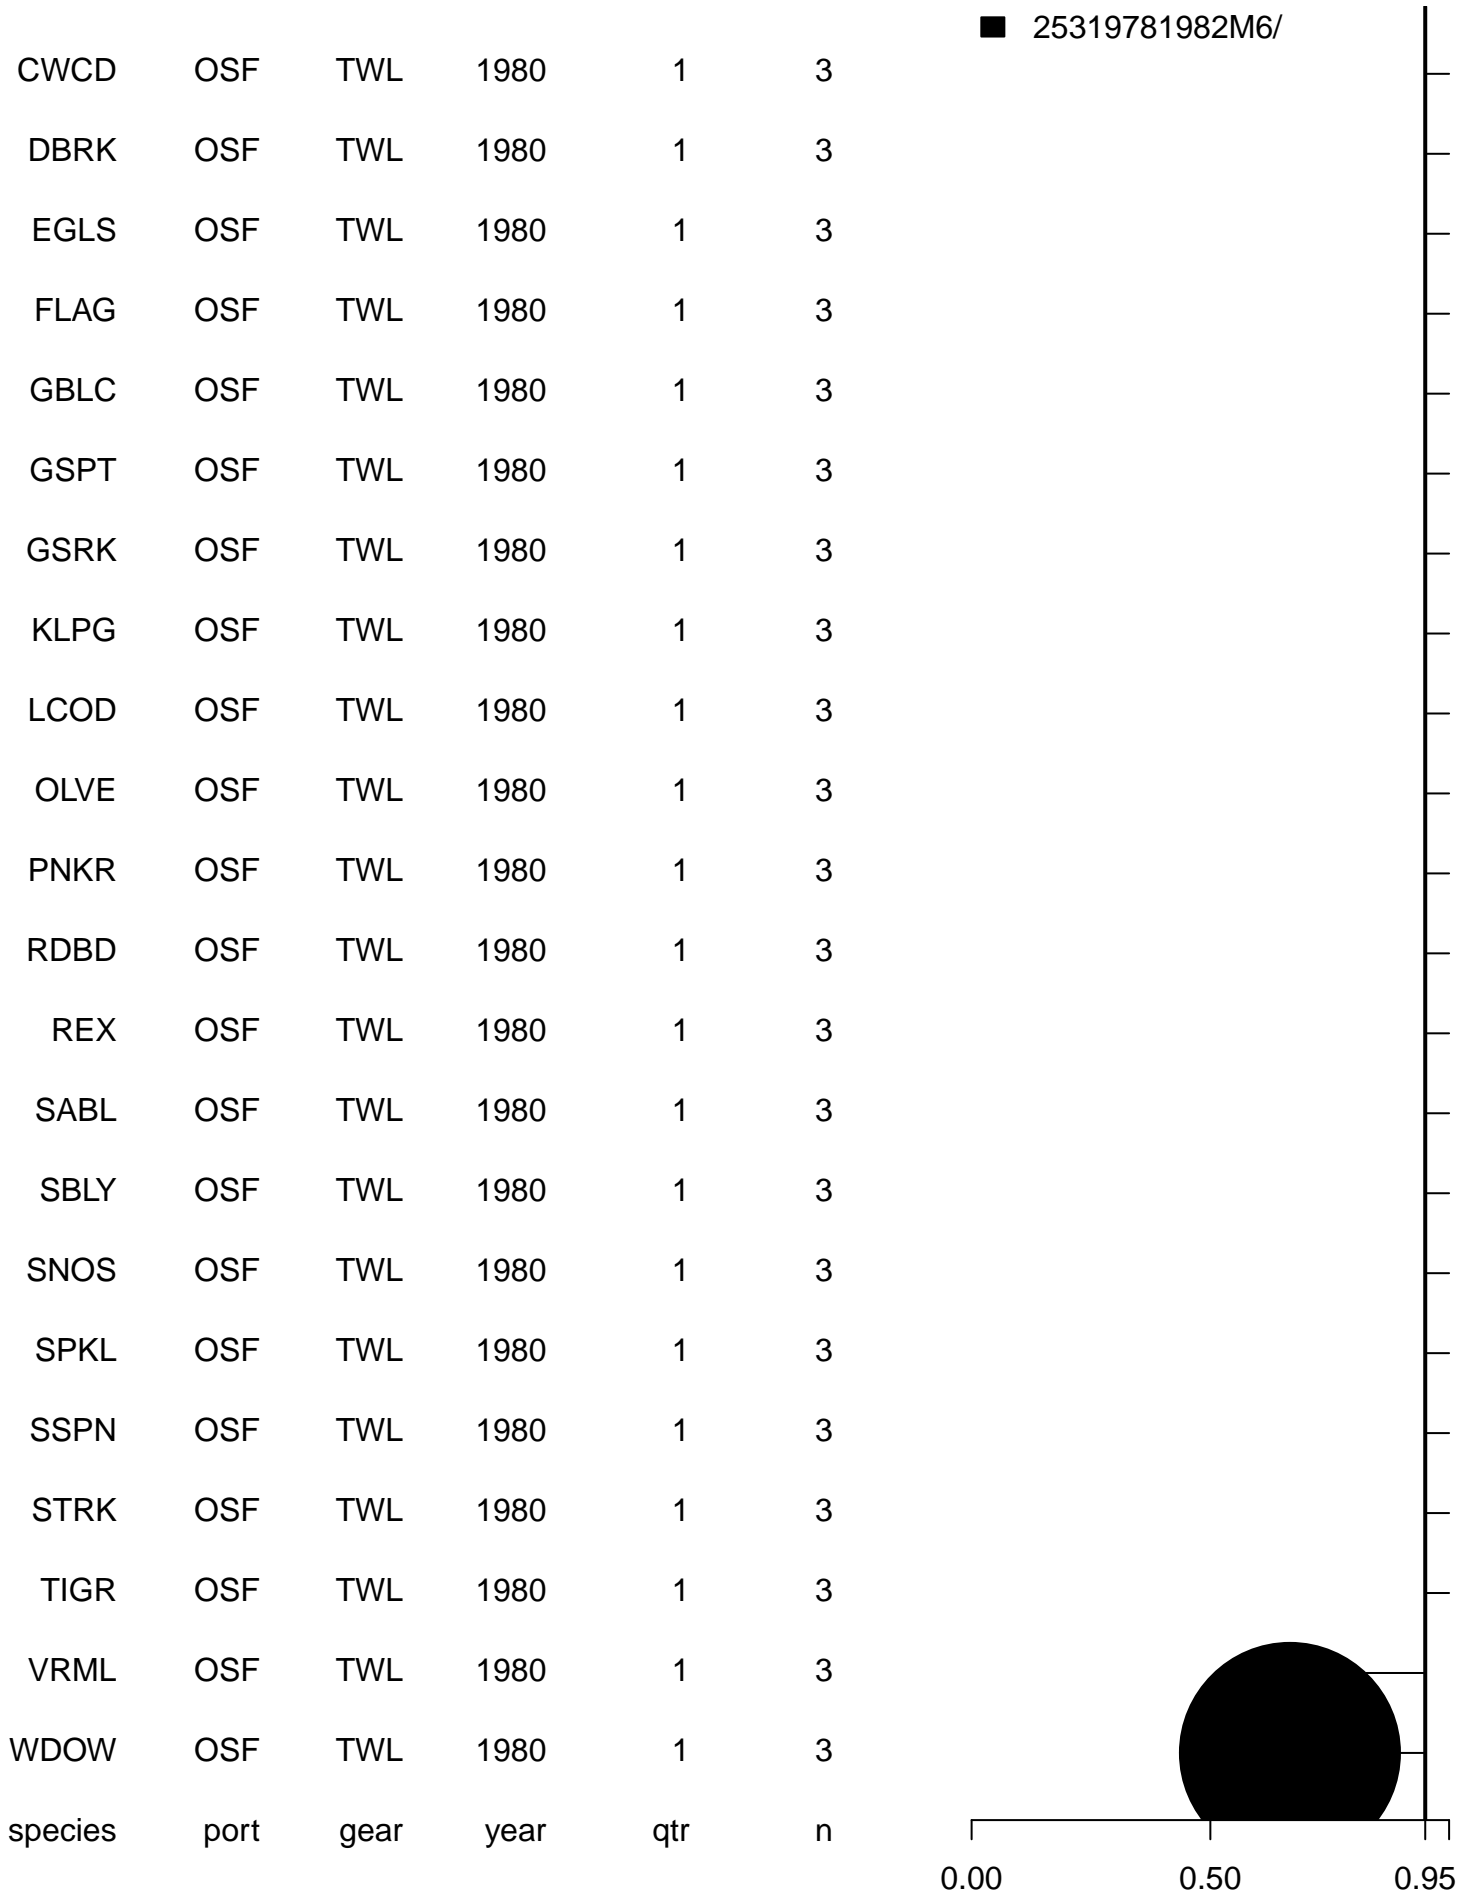 25319781982M6/
CWCD OSF TWL 1980 1 3
DBRK OSF TWL 1980 1 3
EGLS OSF TWL 1980 1 3
FLAG OSF TWL 1980 1 3
GBLC OSF TWL 1980 1 3
GSPT OSF TWL 1980 1 3
GSRK OSF TWL 1980 1 3
KLPG OSF TWL 1980 1 3
LCOD OSF TWL 1980 1 3
OLVE OSF TWL 1980 1 3
PNKR OSF TWL 1980 1 3
RDBD OSF TWL 1980 1 3
REX OSF TWL 1980 1 3
SABL OSF TWL 1980 1 3
SBLY OSF TWL 1980 1 3
SNOS OSF TWL 1980 1 3
SPKL OSF TWL 1980 1 3
SSPN OSF TWL 1980 1 3
STRK OSF TWL 1980 1 3
TIGR OSF TWL 1980 1 3
VRML OSF TWL 1980 1 3
WDOW OSF TWL 1980 1 3
species port gear year qtr n
0.00 0.50 0.95